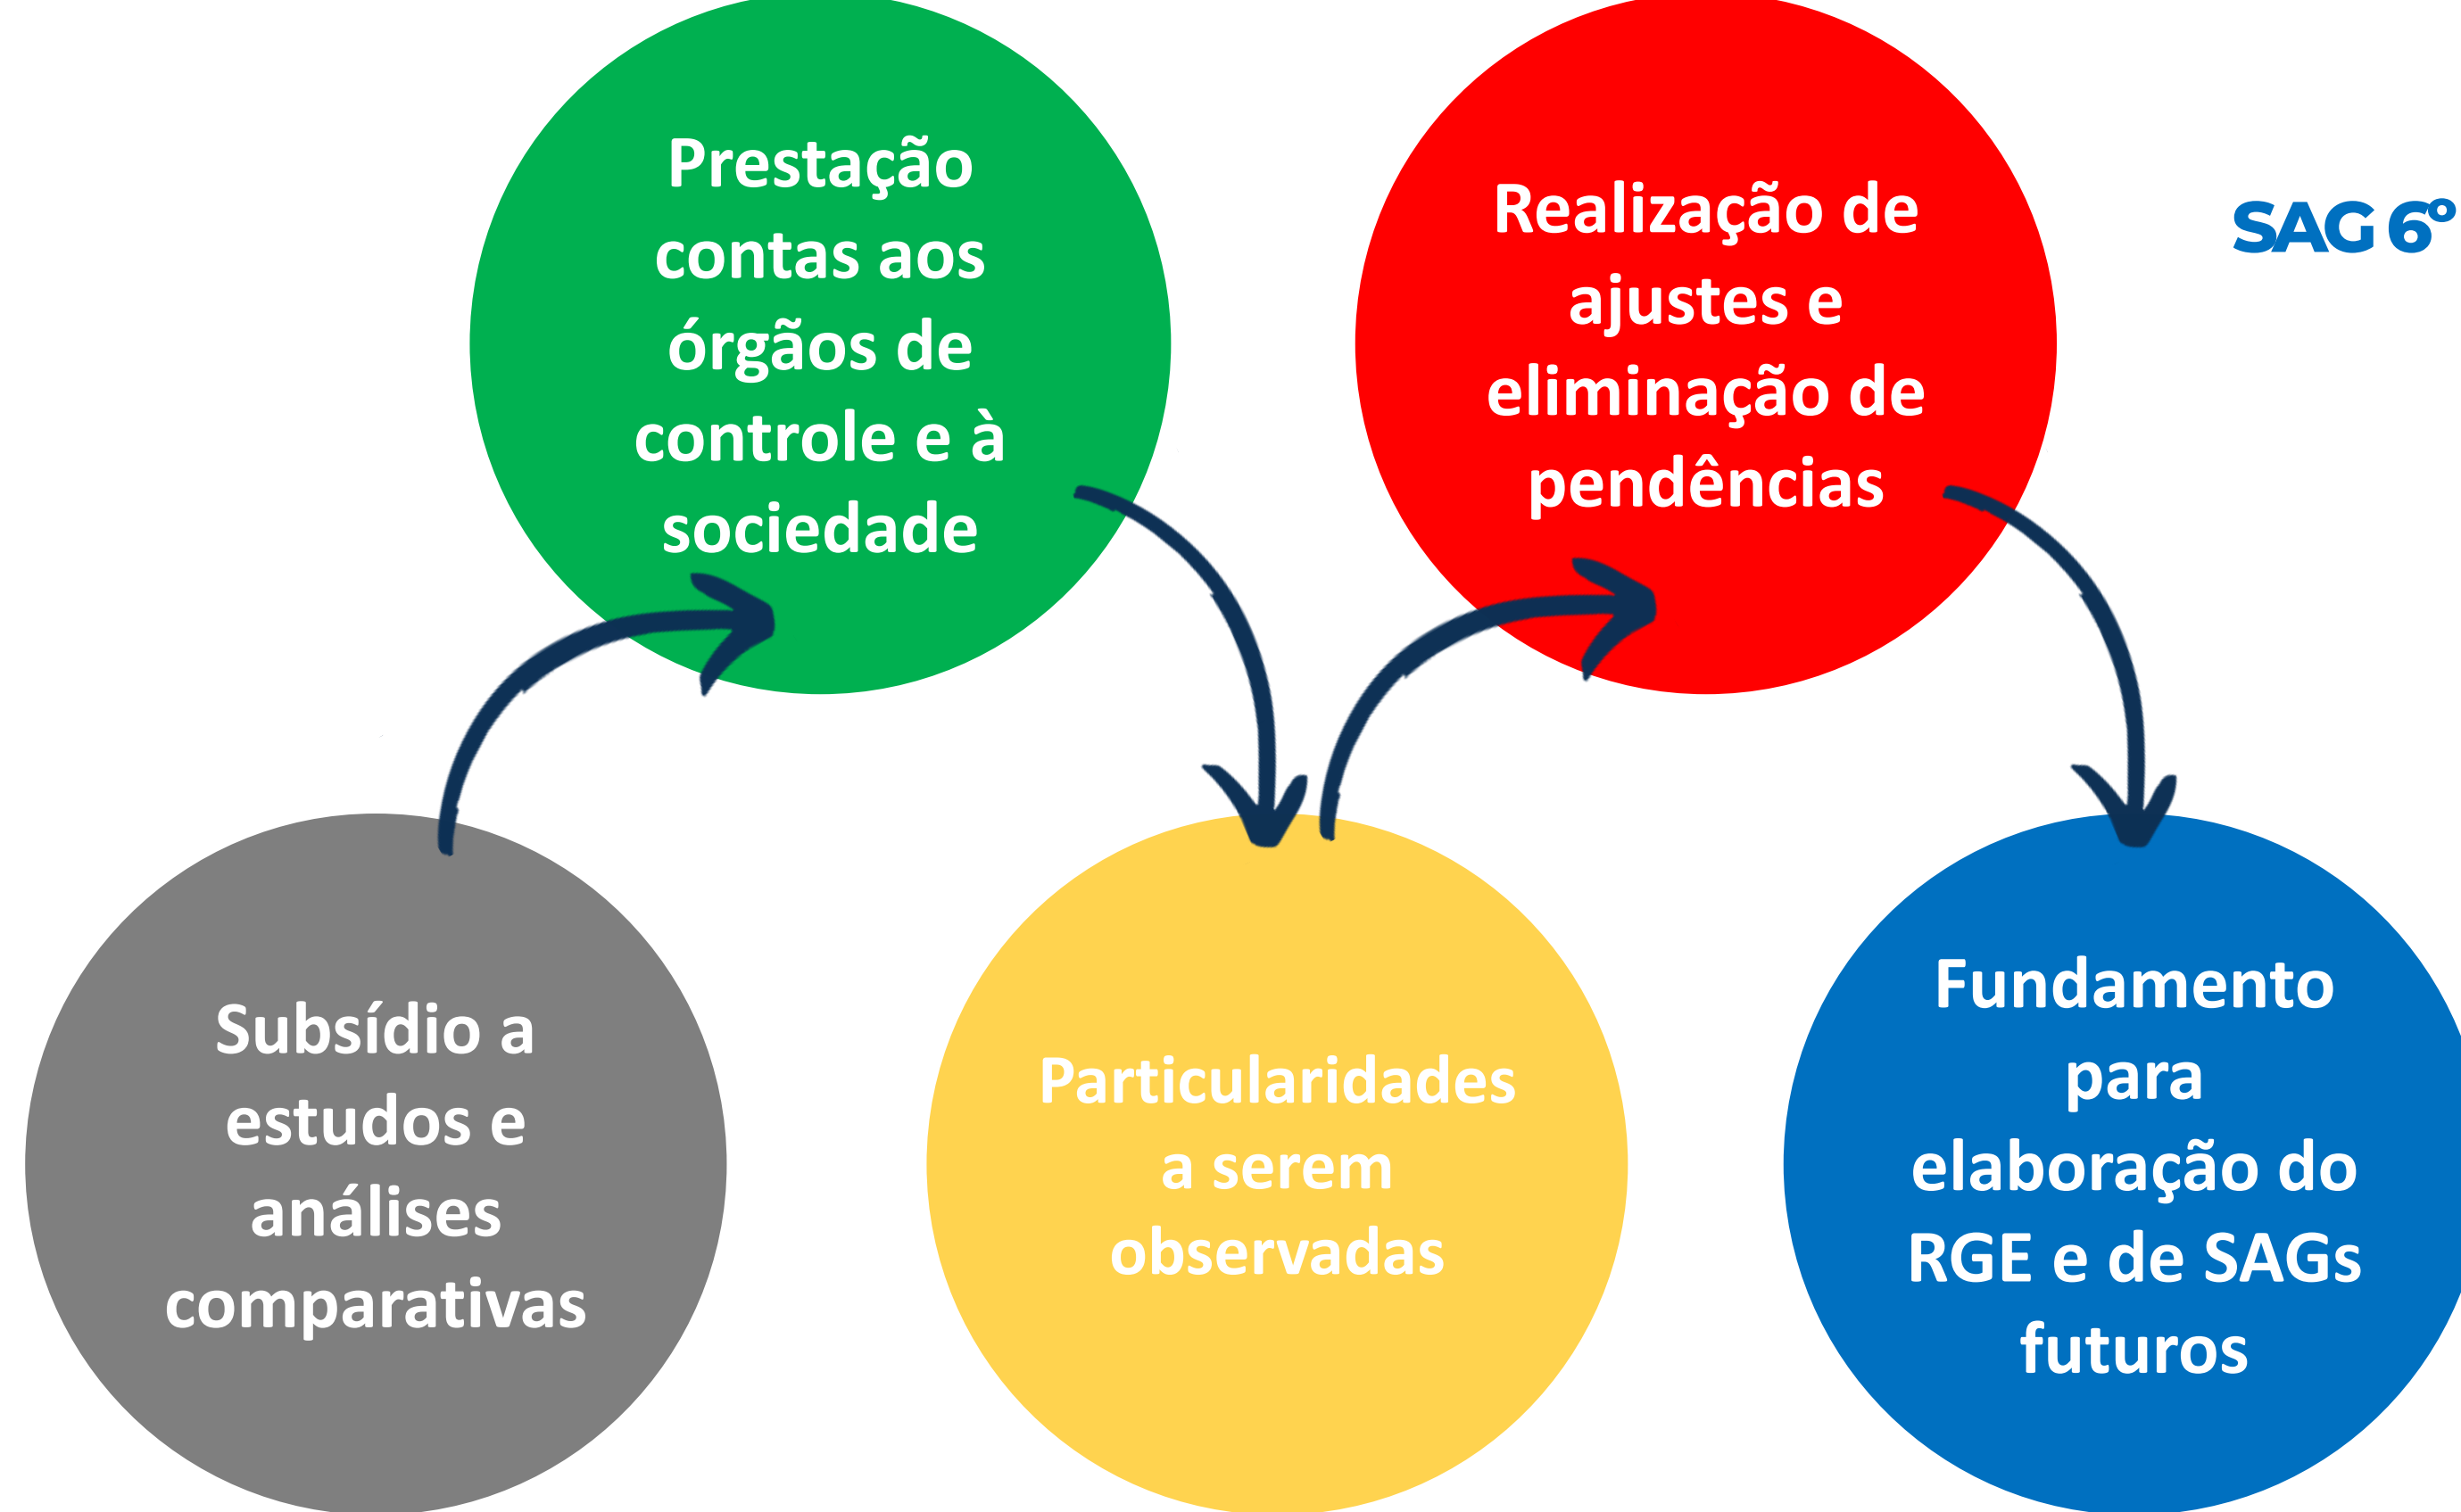 Prestação
contas aos
órgãos de
controle e à
sociedade
Realização de
ajustes e
eliminação de
pendências
SAG 6°
Subsídio a
estudos e
análises
comparativas
Particularidades
a serem
observadas
Fundamento
para
elaboração do
RGE e de SAGs
futuros